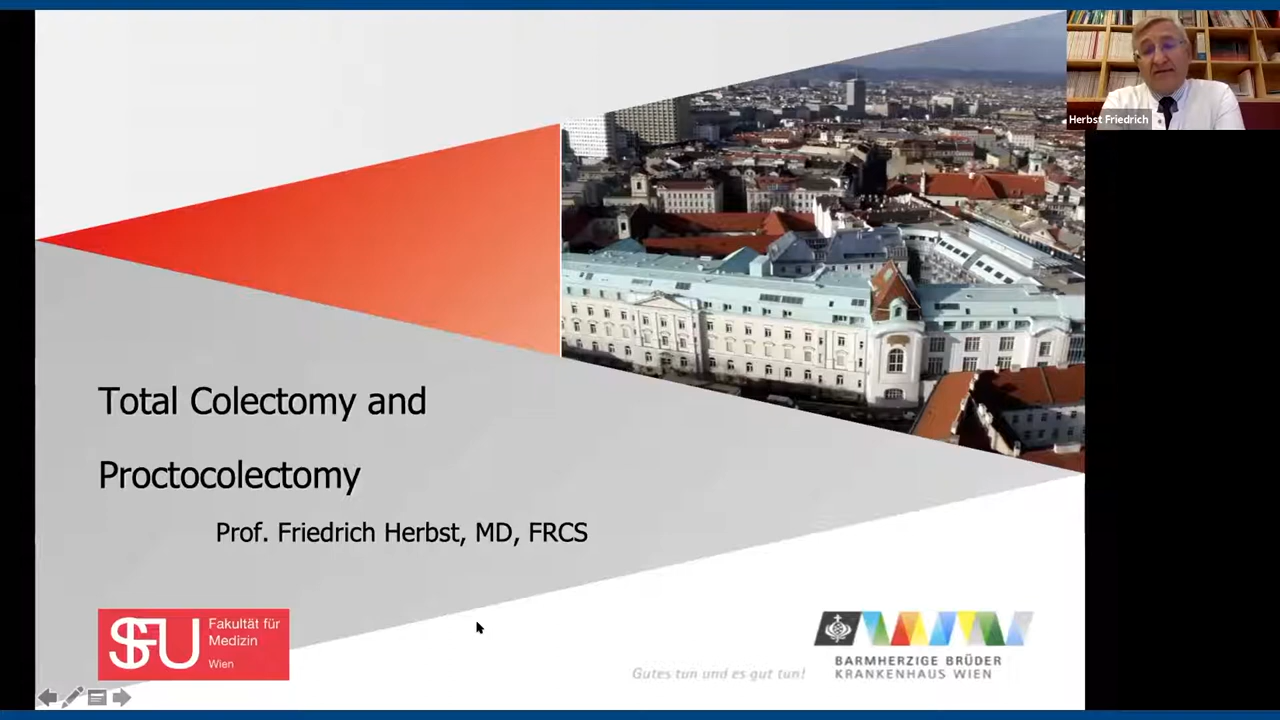 Herbst Friedrich
Total Colectomy and
Proctocolectomy
Prof. Friedrich Herbst, MD, FRCS
SFU
Fakultät für
Medizin
Wien
Gutes tun und es gut tun!
BARMHERZIGE BRÜDER
KRANKENHAUS WIEN